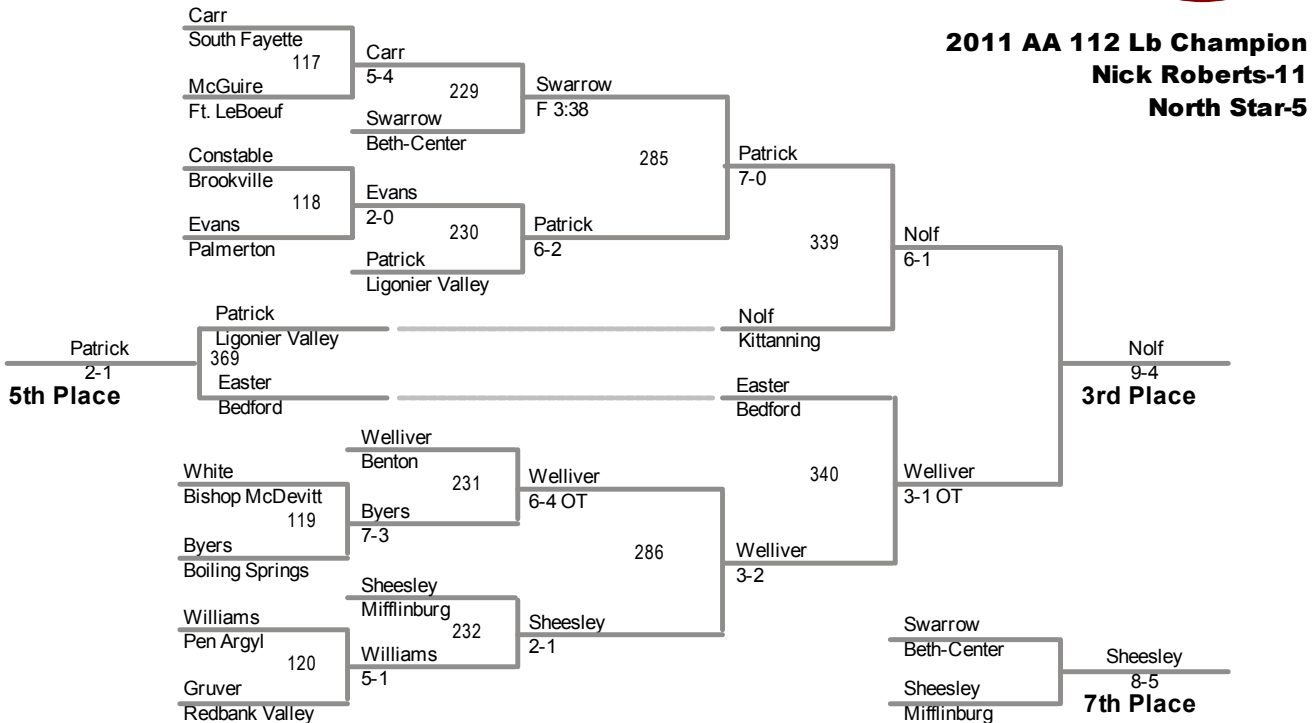 Carr
South Fayette
117
McGuire
Ft. LeBoeuf
Carr
5-4
229
Swarrow
Beth-Center
Swarrow
F 3:38
2011 AA 112 Lb Champion
Nick Roberts-11
North Star-5
Constable
Brookville
118
Evans
Palmerton
Evans
2-0
230
Patrick
Ligonier Valley
Patrick
6-2
285
Patrick
7-0
339
Nolf
6-1
Patrick
Ligonier Valley
Nolf
Kittanning
Patrick
2-1
5th Place
369
Easter
Bedford
Easter
Bedford
Nolf
9-4
3rd Place
Welliver
Benton
231
White
Bishop McDevitt
119
Byers
Boiling Springs
Byers
7-3
Welliver
6-4 OT
286
340
Welliver
3-1 OT
Welliver
3-2
Sheesley
Mifflinburg
232
Williams
Pen Argyl
120
Gruver
Redbank Valley
Williams
5-1
Sheesley
2-1
Swarrow
Beth-Center
Sheesley
Mifflinburg
Sheesley
8-5
7th Place